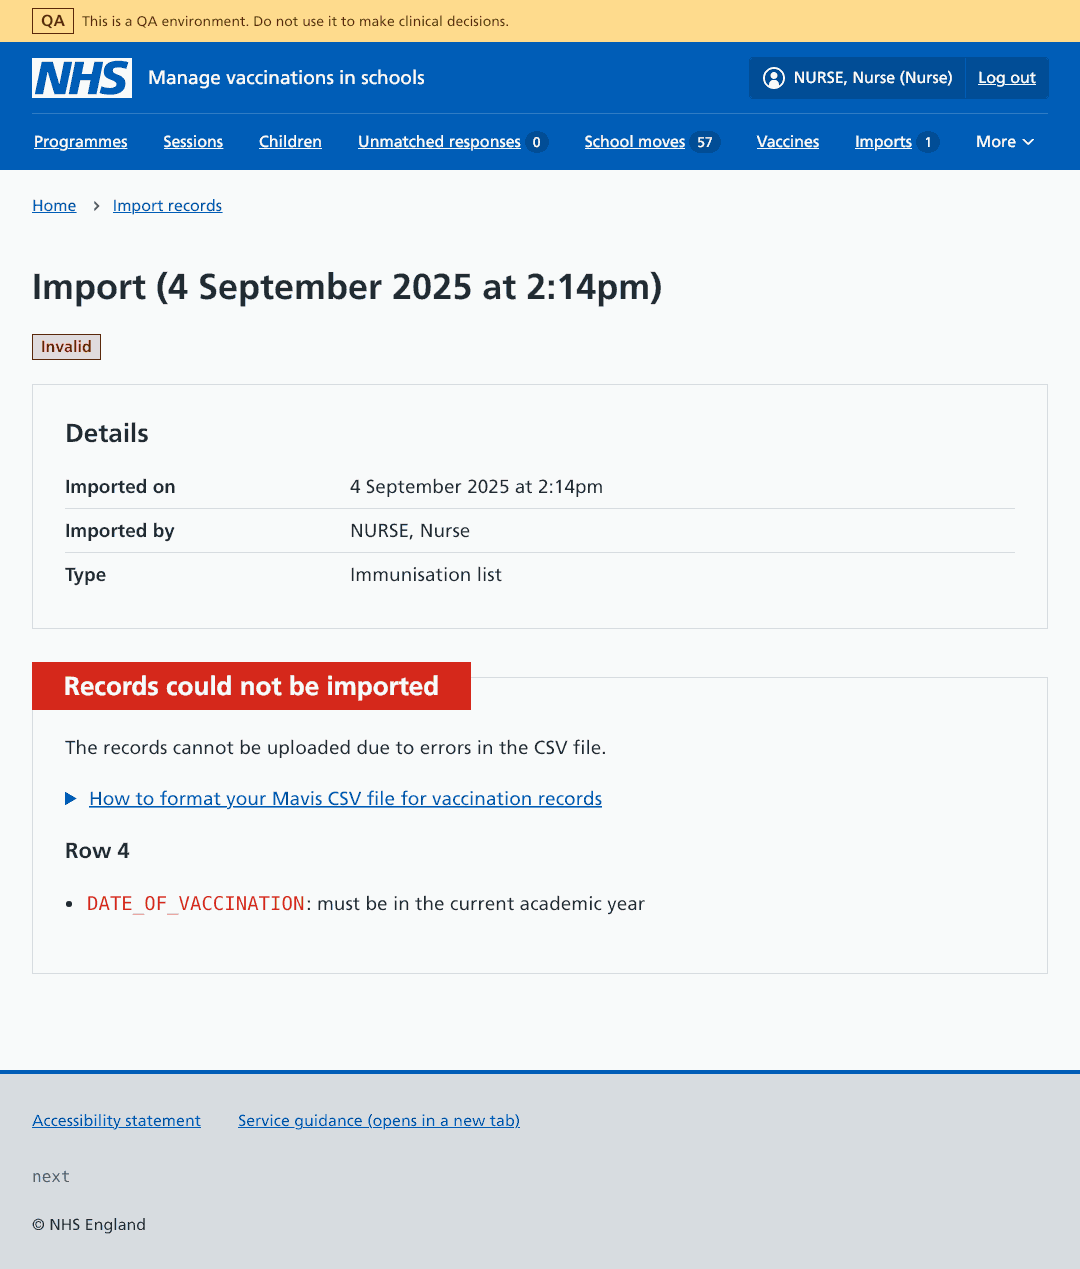 QA This is a QA environment. Do not use it to make clinical decisions.
NHS Manage vaccinations in schools NURSE, Nurse (Nurse) Log out
Programmes Sessions Children Unmatched responses 0 School moves 57 Vaccines Imports 1 More
Home Import records
Import (4 September 2025 at 2:14pm)
Invalid
Details
Imported on 4 September 2025 at 2:14pm
Imported by NURSE, Nurse
Type Immunisation list
Records could not be imported
The records cannot be uploaded due to errors in the CSV file.
How to format your Mavis CSV file for vaccination records
Row 4
• DATE_OF_VACCINATION: must be in the current academic year
Accessibility statement Service guidance (opens in a new tab)
next
© NHS England